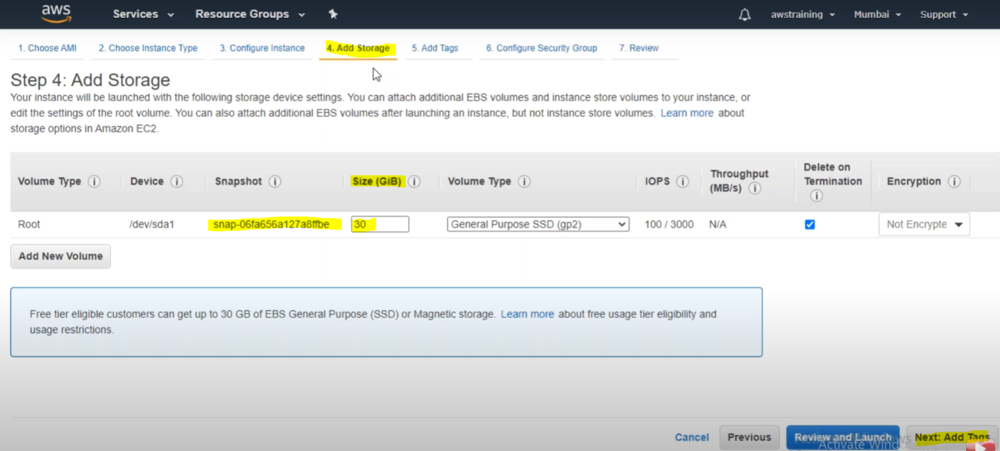 aws Services Resource Groups awstraining Mumbai Support
1. Choose AMI 2. Choose Instance Type 3. Configure Instance 4. Add Storage 5. Add Tags 6. Configure Security Group 7. Review
Step 4: Add Storage
Your instance will be launched with the following storage device settings. You can attach additional EBS volumes and instance store volumes to your instance, or
edit the settings of the root volume. You can also attach additional EBS volumes after launching an instance, but not instance store volumes. Learn more about
storage options in Amazon EC2.
Volume Type i Device i Snapshot i Size (GiB) i Volume Type i IOPS i Throughput (MB/s) i Delete on Termination i Encryption i
Root /dev/sda1 snap-06fa656a127a8ffbe 30 General Purpose SSD (gp2) 100 / 3000 N/A Not Encrypte
Add New Volume
Free tier eligible customers can get up to 30 GB of EBS General Purpose (SSD) or Magnetic storage. Learn more about free usage tier eligibility and
usage restrictions.
Cancel Previous Review and Launch Next: Add Tags